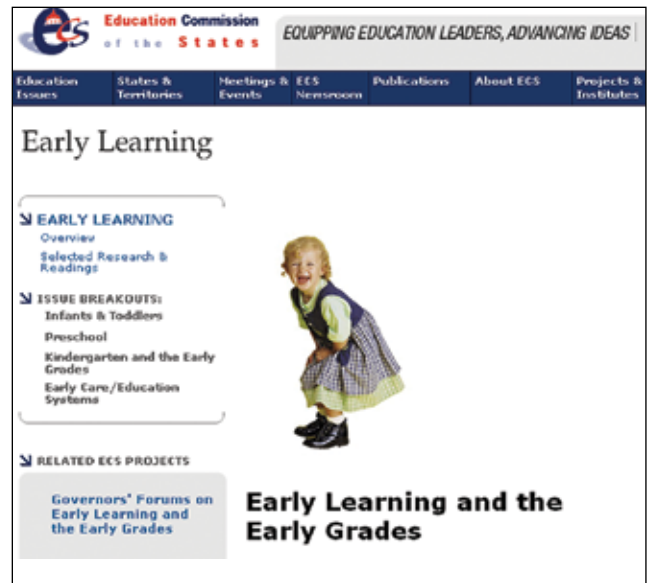 ecs
Education Commission
of the States
EQUIPPING EDUCATION LEADERS, ADVANCING IDEAS
Education
Issues
States &
Territories
Meetings &
Events
ECS
Newsroom
Publications
About ECS
Projects &
Institutes
Early Learning
EARLY LEARNING
Overview
Selected Research &
Readings
ISSUE BREAKOUTS:
Infants & Toddlers
Preschool
Kindergarten and the Early
Grades
Early Care/Education
Systems
RELATED ECS PROJECTS
Governors' Forums on
Early Learning and
the Early Grades
Early Learning and the
Early Grades